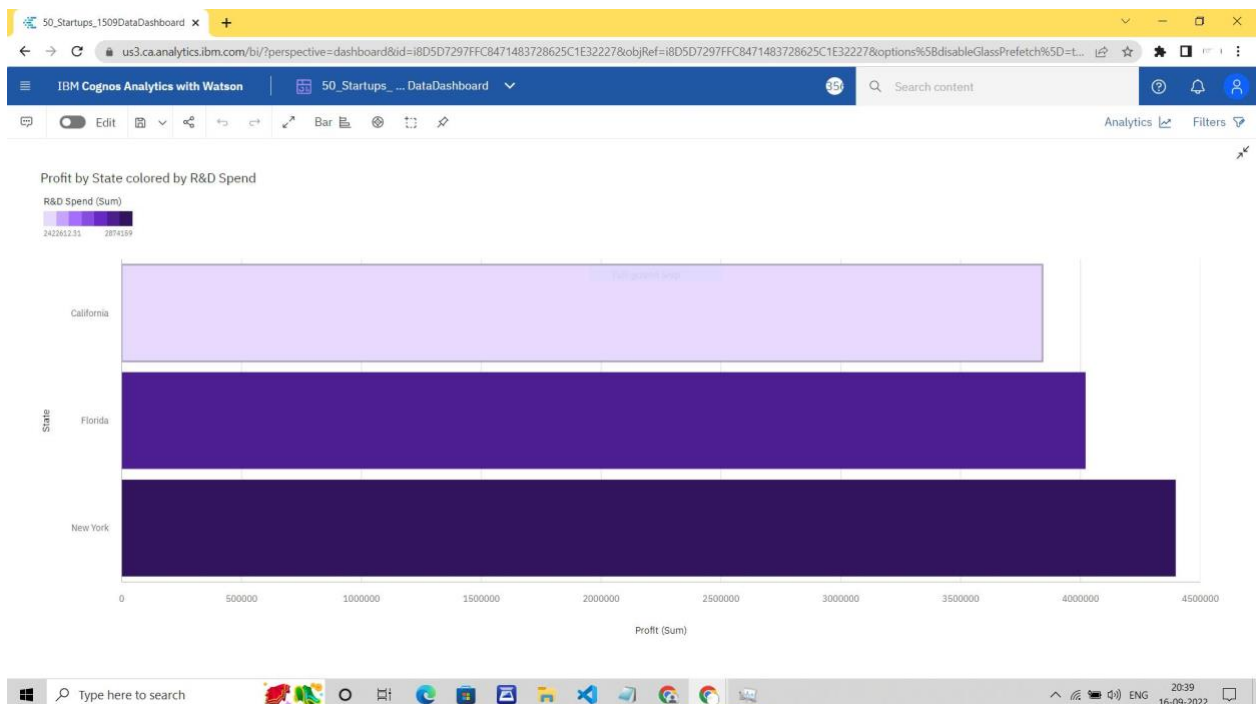 50_Startups_1509DataDashboard
us3.ca.analytics.ibm.com/bi/?perspective=dashboard&id=i8D5D7297FFC8471483728625C1E32227&objRef=i8D5D7297FFC8471483728625C1E32227&options%5BdisableGlassPrefetch%5D=t...
IBM Cognos Analytics with Watson
50_Startups_ ... DataDashboard
Search content
Edit
Bar
Analytics
Filters
Profit by State colored by R&D Spend
R&D Spend (Sum)
2422612.31 2874159
California
Florida
New York
State
0 500000 1000000 1500000 2000000 2500000 3000000 3500000 4000000 4500000
Profit (Sum)
Type here to search
ENG
20:39
16-09-2022